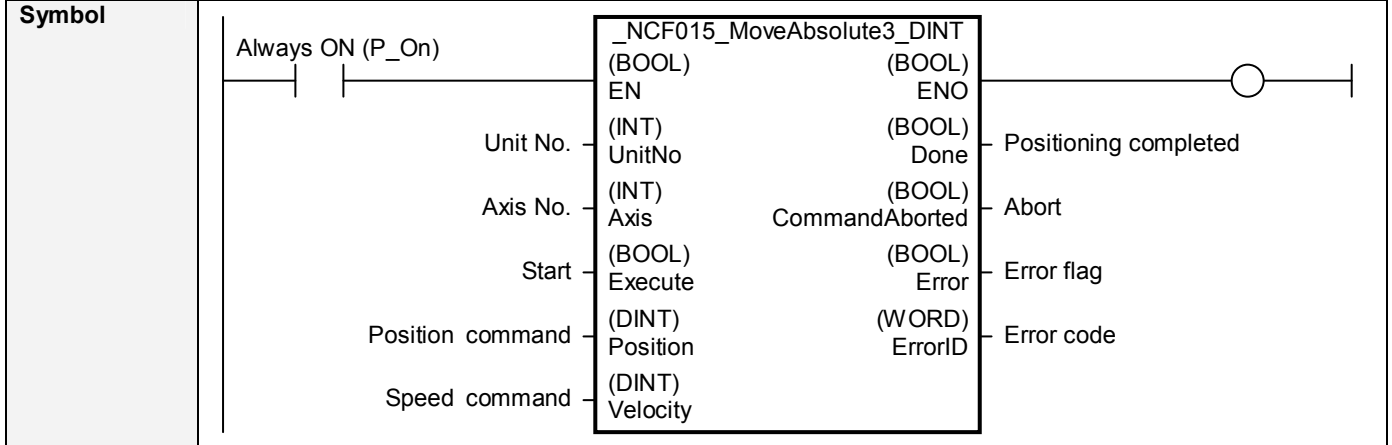 Symbol
Always ON (P_On)
_NCF015_MoveAbsolute3_DINT
(BOOL) (BOOL)
EN ENO
Unit No. (INT) (BOOL) Positioning completed
UnitNo Done
Axis No. (INT) (BOOL) Abort
Axis CommandAborted
Start (BOOL) (BOOL) Error flag
Execute Error
Position command (DINT) (WORD) Error code
Position ErrorID
Speed command (DINT)
Velocity